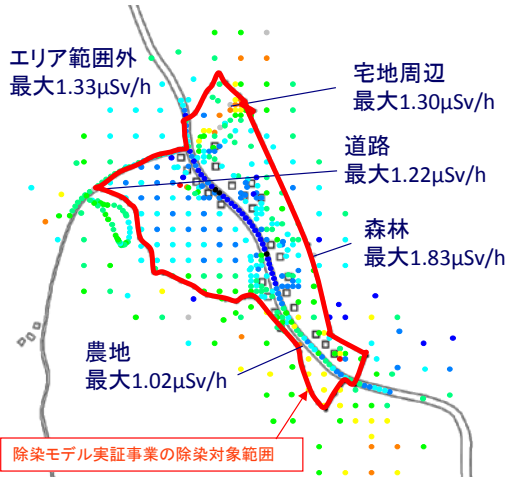 エリア範囲外
最大1.33μSv/h
宅地周辺
最大1.30μSv/h
道路
最大1.22μSv/h
森林
最大1.83μSv/h
農地
最大1.02μSv/h
除染モデル実証事業の除染対象範囲